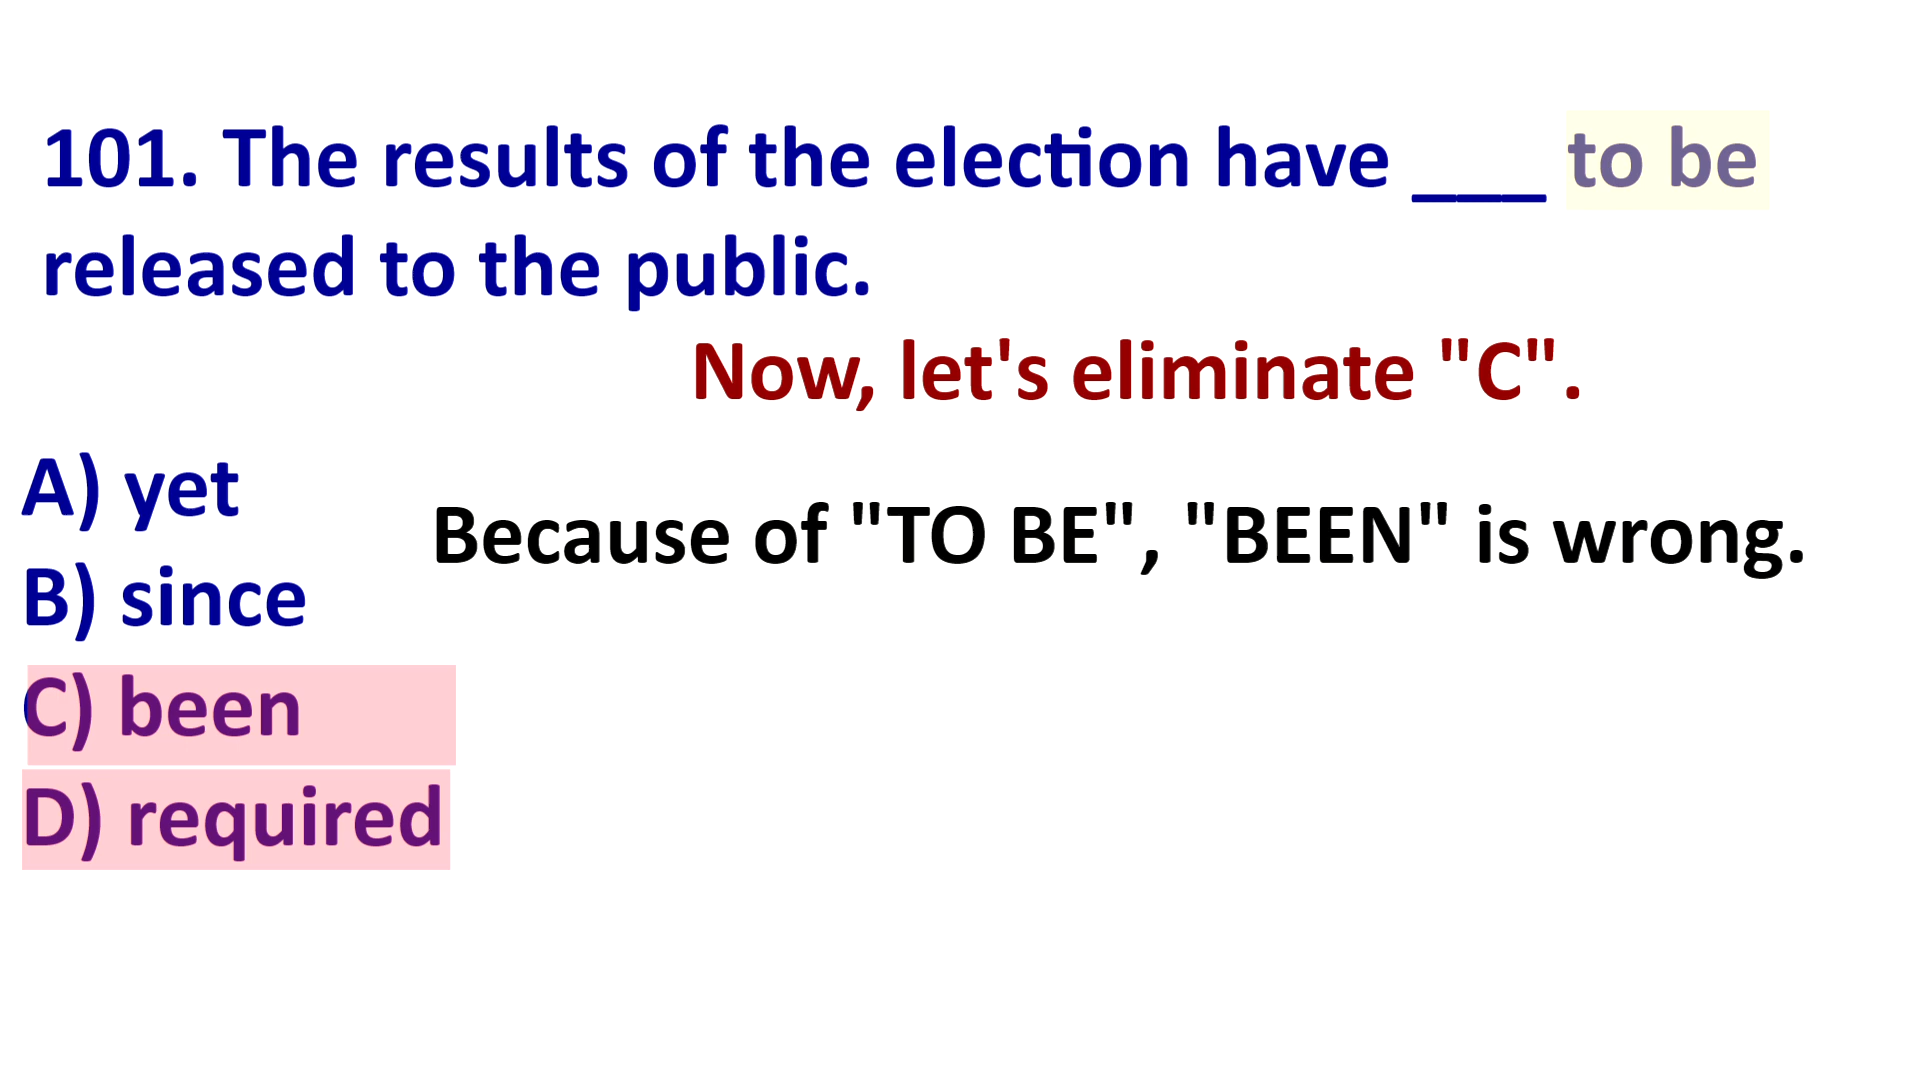 101. The results of the election have ___ to be
released to the public.
Now, let's eliminate "C".
A) yet
Because of "TO BE", "BEEN" is wrong.
B) since
C) been
D) required